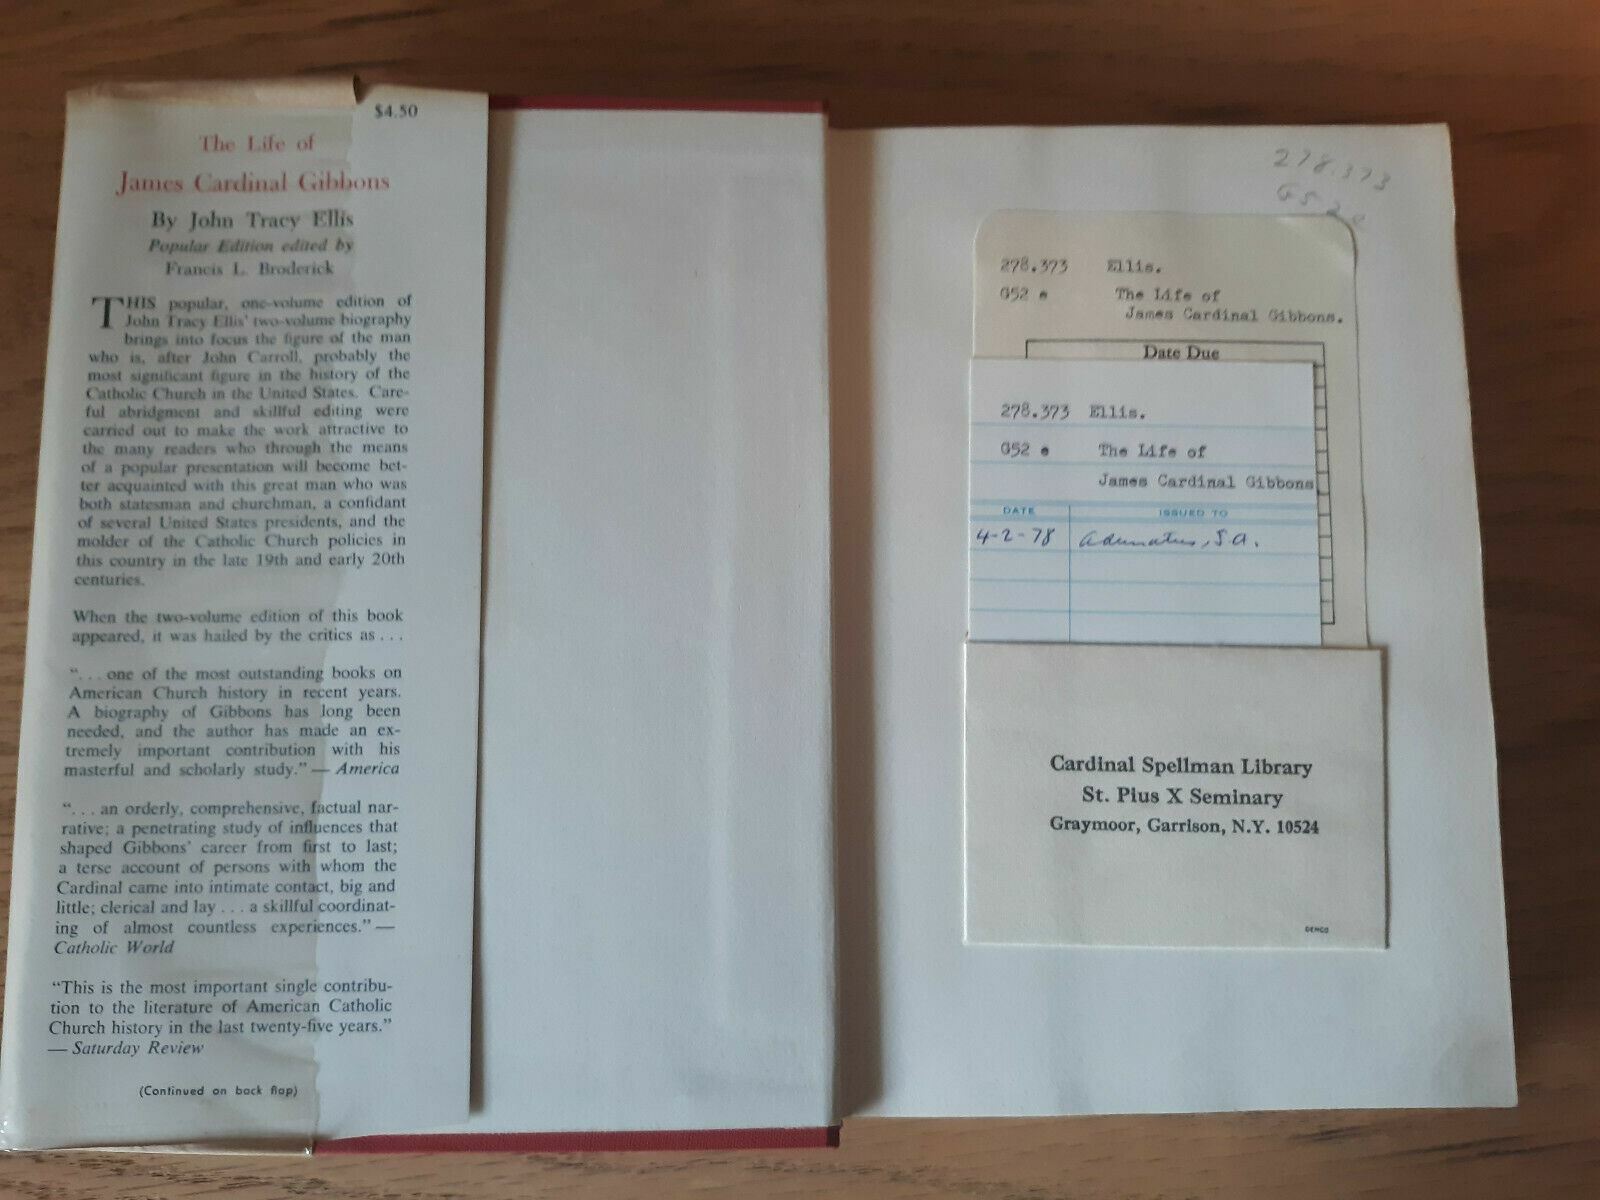 $4.50
The Life of
James Cardinal Gibbons
By John Tracy Ellis
Popular Edition edited by
Francis L. Broderick
THIS popular, one-volume edition of
John Tracy Ellis' two-volume biography
brings into focus the figure of the man
who is, after John Carroll, probably the
most significant figure in the history of the
Catholic Church in the United States. Care-
ful abridgment and skillful editing were
carried out to make the work attractive to
the many readers who through the means
of a popular presentation will become bet-
ter acquainted with this great man who was
both statesman and churchman, a confidant
of several United States presidents, and the
molder of the Catholic Church policies in
this country in the late 19th and early 20th
centuries.
When the two-volume edition of this book
appeared, it was hailed by the critics as . . .
". . . one of the most outstanding books on
American Church history in recent years.
A biography of Gibbons has long been
needed, and the author has made an ex-
tremely important contribution with his
masterful and scholarly study." — America
". . . an orderly, comprehensive, factual nar-
rative; a penetrating study of influences that
shaped Gibbons' career from first to last;
a terse account of persons with whom the
Cardinal came into intimate contact, big and
little; clerical and lay . . . a skillful coordinat-
ing of almost countless experiences." —
Catholic World
"This is the most important single contribu-
tion to the literature of American Catholic
Church history in the last twenty-five years."
— Saturday Review
(Continued on back flap)
278.373
G52e
278.373 Ellis.
G52 e The Life of
James Cardinal Gibbons.
Date Due
278.373 Ellis.
G52 e The Life of
James Cardinal Gibbons
DATE ISSUED TO
4-2-78 S.A.
Cardinal Spellman Library
St. Pius X Seminary
Graymoor, Garrison, N.Y. 10524
DEMCO